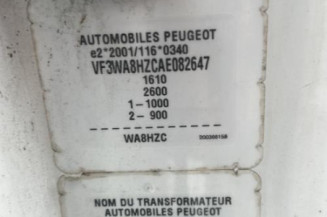 AUTOMOBILES PEUGEOT
e2*2001/116*0340
VF3WA8HZCAE082647
1610
2600
1-1000
2-900
WA8HZC
NOM DU TRANSFORMATEUR
AUTOMOBILES PEUGEOT